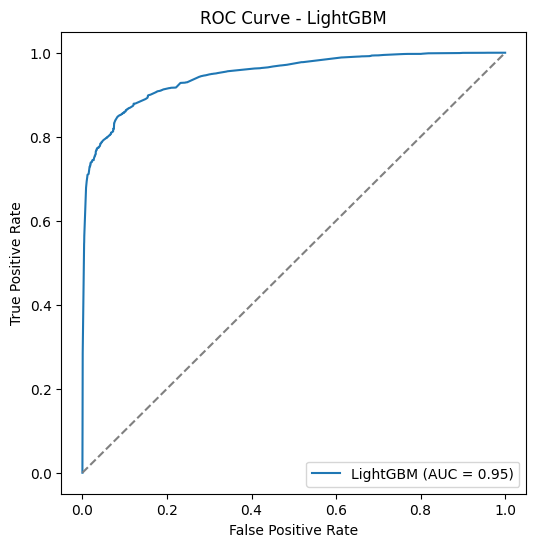 ROC Curve - LightGBM
True Positive Rate
1.0
0.8
0.6
0.4
0.2
0.0
LightGBM (AUC = 0.95)
0.0 0.2 0.4 0.6 0.8 1.0
False Positive Rate